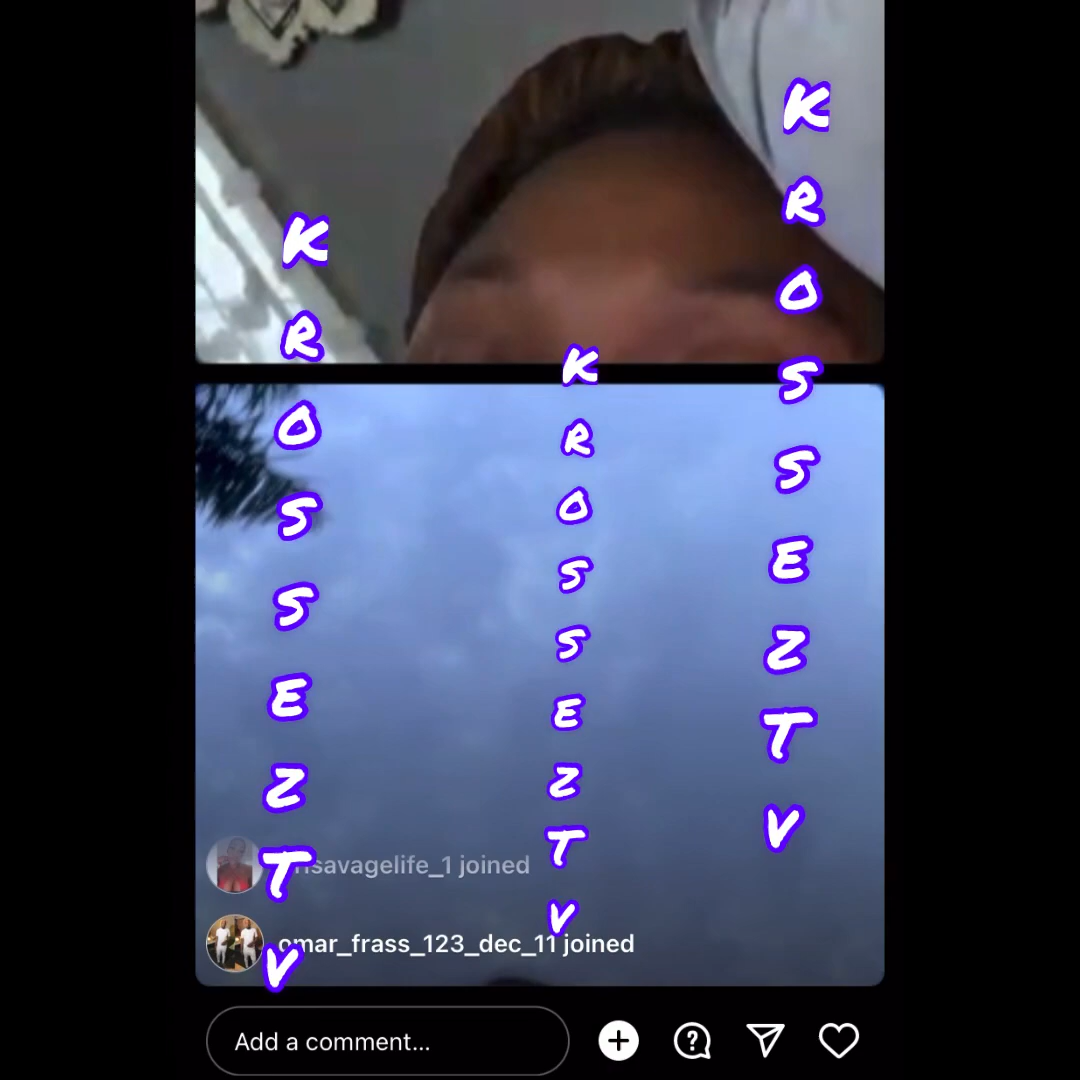 KROSSEZTV
KROSSEZTV
KROSSEZTV
savagelife_1 joined
omar_frass_123_dec_11 joined
Add a comment...